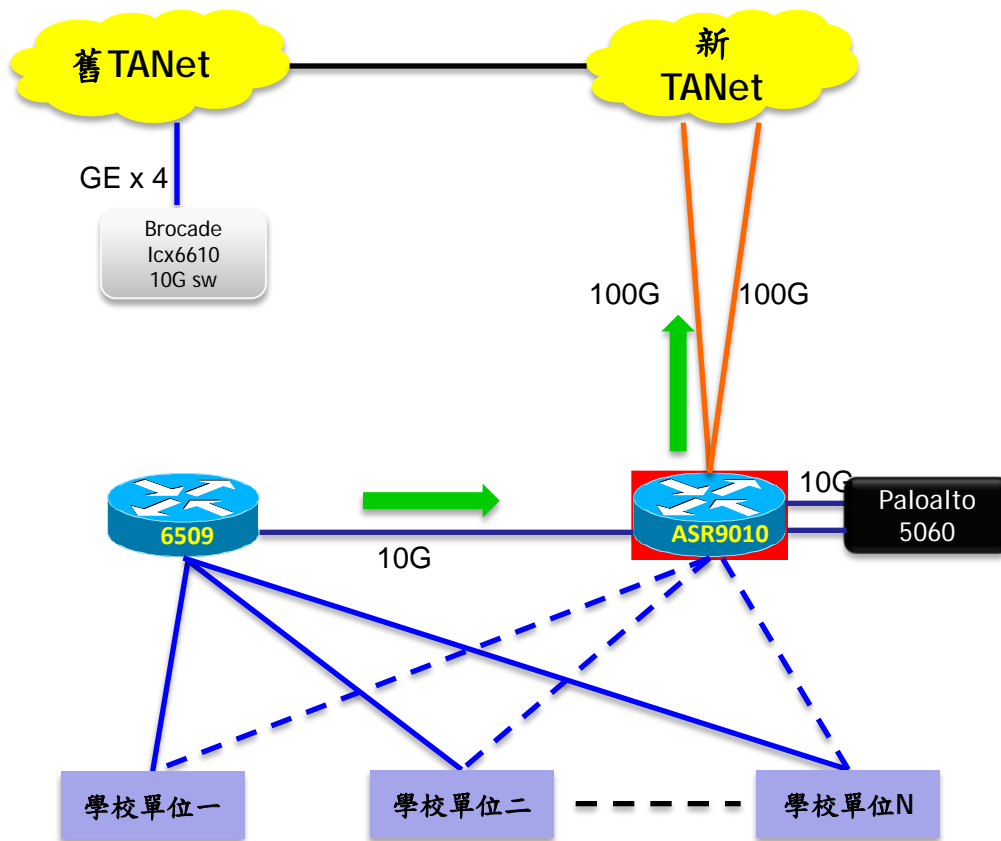 舊TANet
新
TANet
GE x 4
Brocade
Icx6610
10G sw
100G
100G
6509
10G
ASR9010
10G
Paloalto
5060
學校單位一
學校單位二
學校單位N